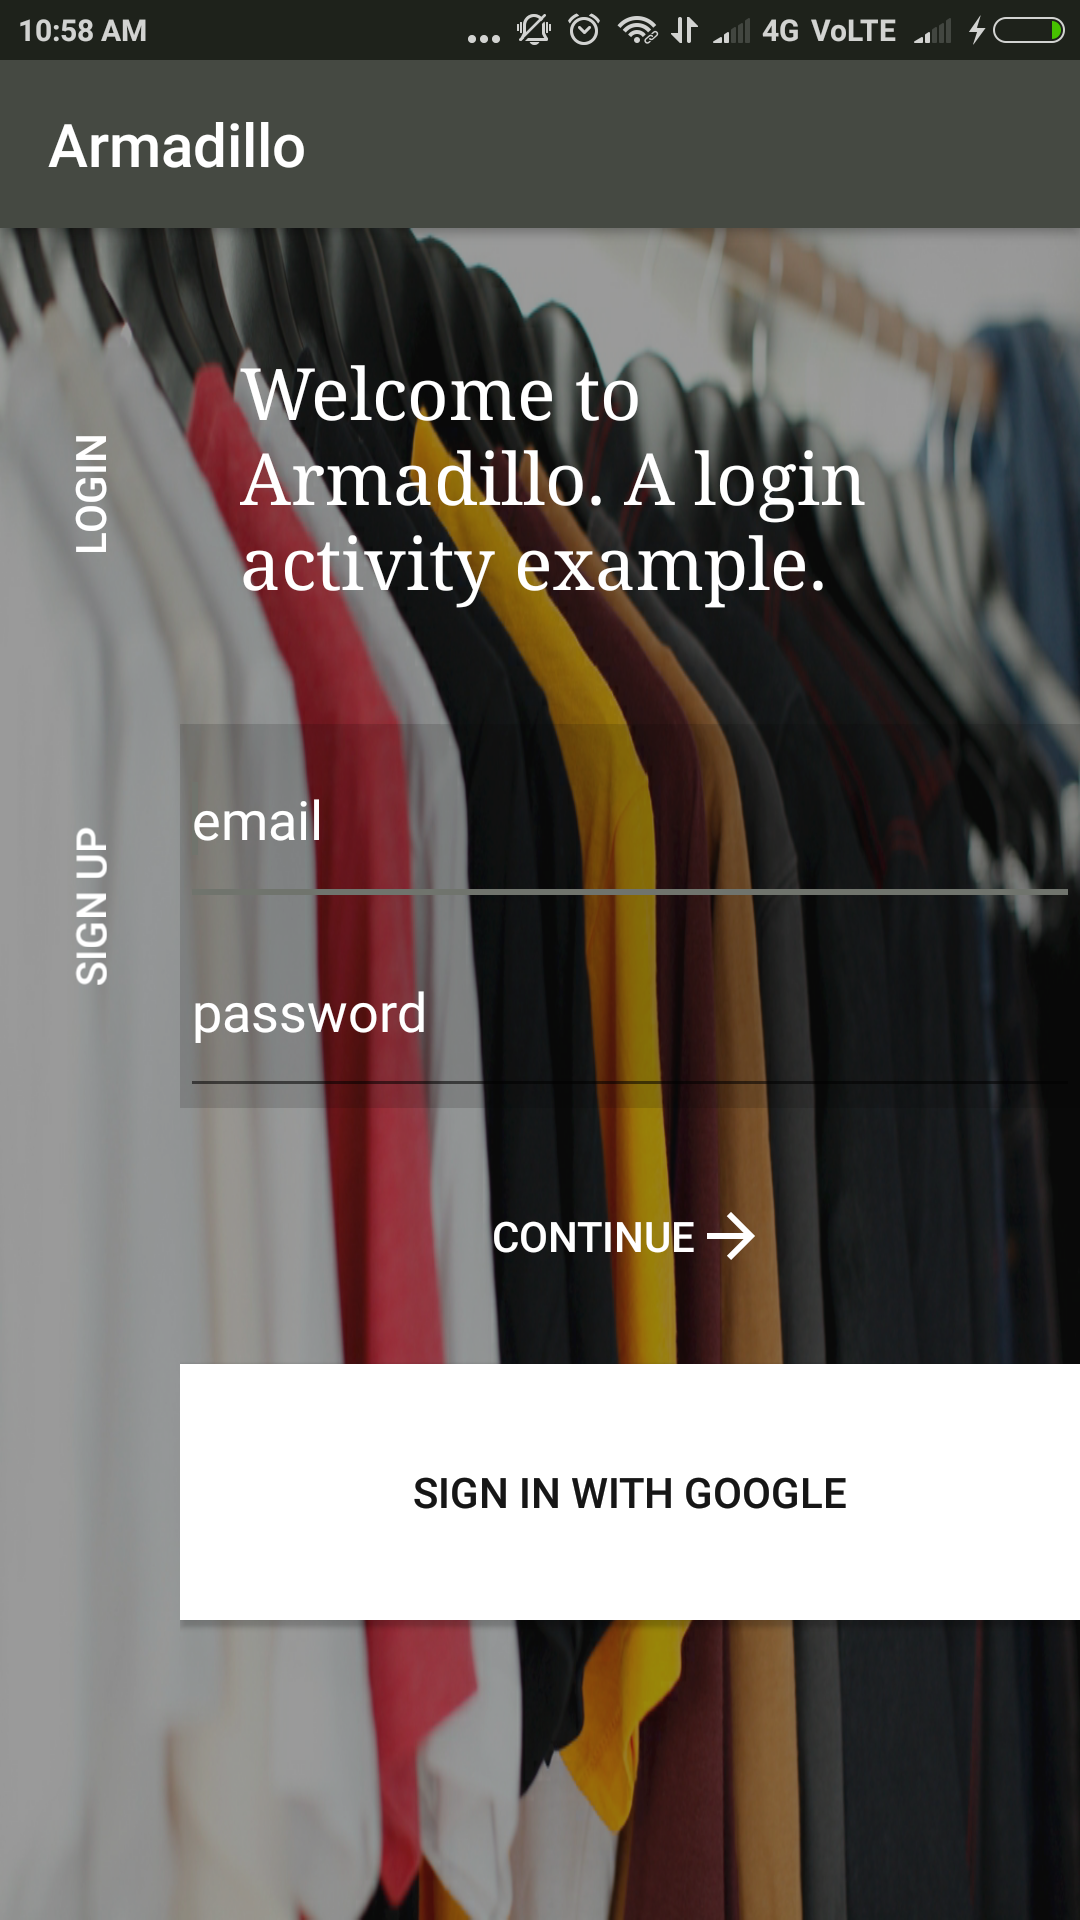 10:58 AM
4G VoLTE
Armadillo
Welcome to
Armadillo. A login
activity example.
LOGIN
SIGN UP
email
password
CONTINUE
SIGN IN WITH GOOGLE